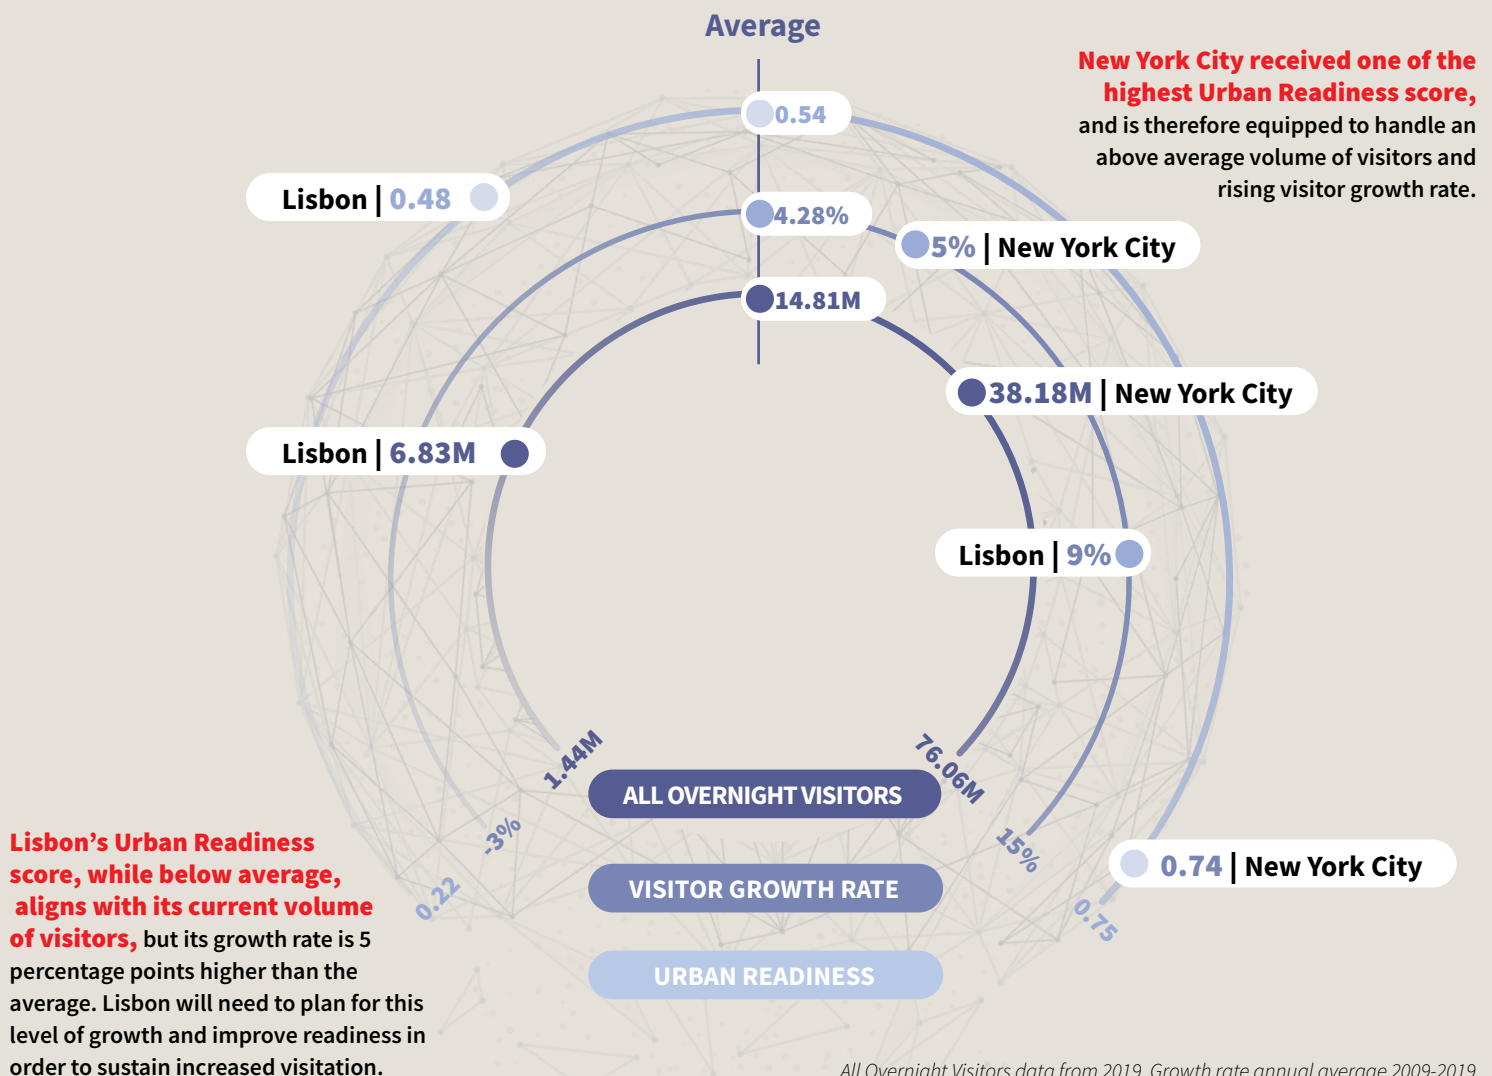 Average
New York City received one of the
highest Urban Readiness score,
and is therefore equipped to handle an
above average volume of visitors and
rising visitor growth rate.
0.54
Lisbon | 0.48
4.28%
5% | New York City
14.81M
38.18M | New York City
Lisbon | 6.83M
Lisbon | 9%
1.44M
76.06M
ALL OVERNIGHT VISITORS
-3%
15%
Lisbon’s Urban Readiness
score, while below average,
aligns with its current volume
of visitors, but its growth rate is 5
percentage points higher than the
average. Lisbon will need to plan for this
level of growth and improve readiness in
order to sustain increased visitation.
0.74 | New York City
VISITOR GROWTH RATE
0.22
0.75
URBAN READINESS
All Overnight Visitors data from 2019. Growth rate annual average 2009-2019